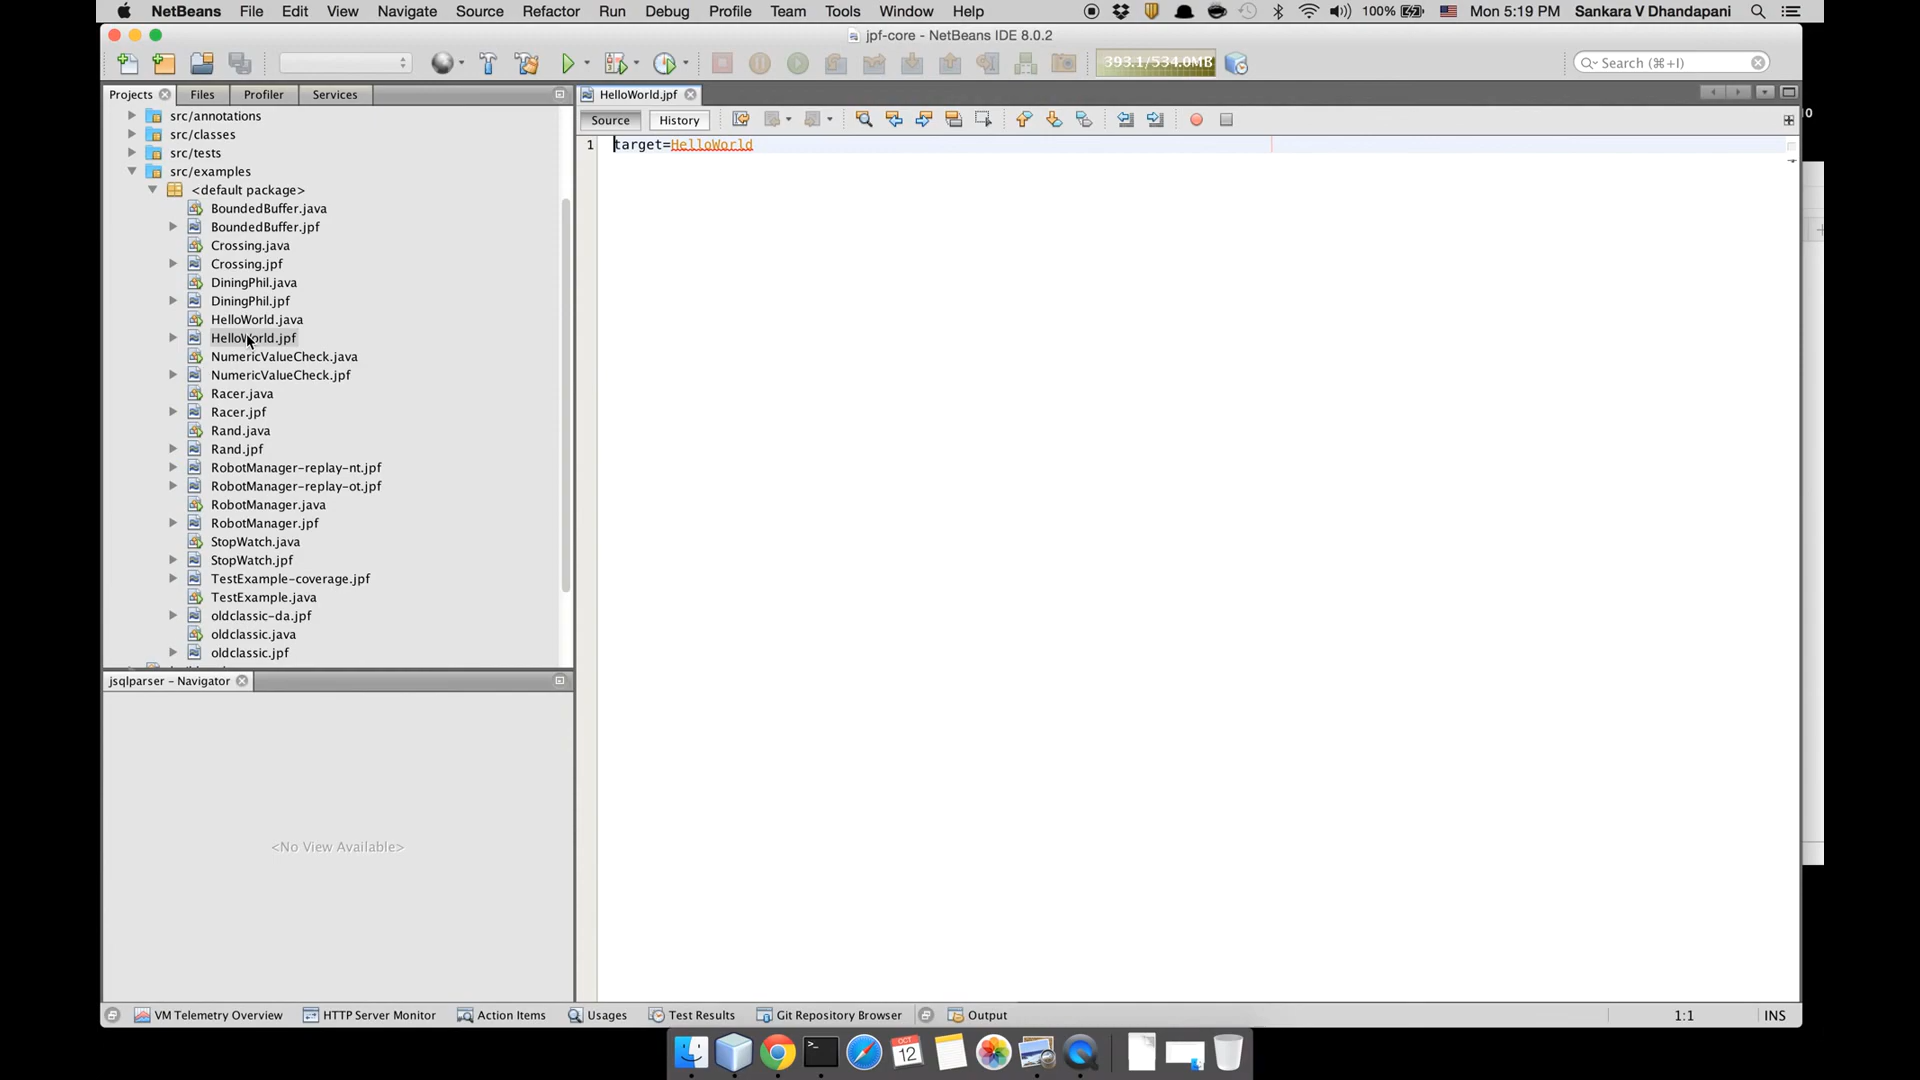 NetBeans File Edit View Navigate Source Refactor Run Debug Profile Team Tools Window Help 100% Mon 5:19 PM Sankara V Dhandapani
jpf-core - NetBeans IDE 8.0.2
393.1/534.0MB Search (⌘+I)
Projects Files Profiler Services
HelloWorld.jpf
Source History
1 target=HelloWorld
src/annotations
src/classes
src/tests
src/examples
<default package>
BoundedBuffer.java
BoundedBuffer.jpf
Crossing.java
Crossing.jpf
DiningPhil.java
DiningPhil.jpf
HelloWorld.java
HelloWorld.jpf
NumericValueCheck.java
NumericValueCheck.jpf
Racer.java
Racer.jpf
Rand.java
Rand.jpf
RobotManager-replay-nt.jpf
RobotManager-replay-ot.jpf
RobotManager.java
RobotManager.jpf
StopWatch.java
StopWatch.jpf
TestExample-coverage.jpf
TestExample.java
oldclassic-da.jpf
oldclassic.java
oldclassic.jpf
jsqlparser - Navigator
<No View Available>
VM Telemetry Overview HTTP Server Monitor Action Items Usages Test Results Git Repository Browser Output 1:1 INS
OCT
12